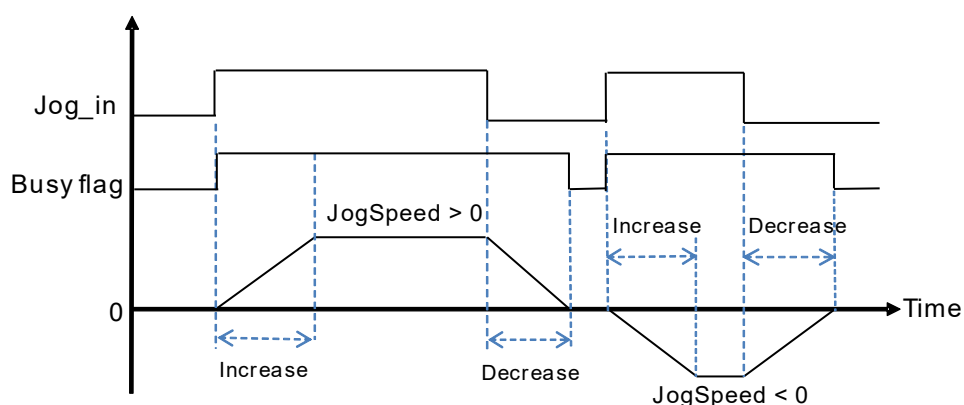 Jog_in
Busy flag
JogSpeed > 0
Increase
Decrease
0
Time
Increase
Decrease
JogSpeed < 0